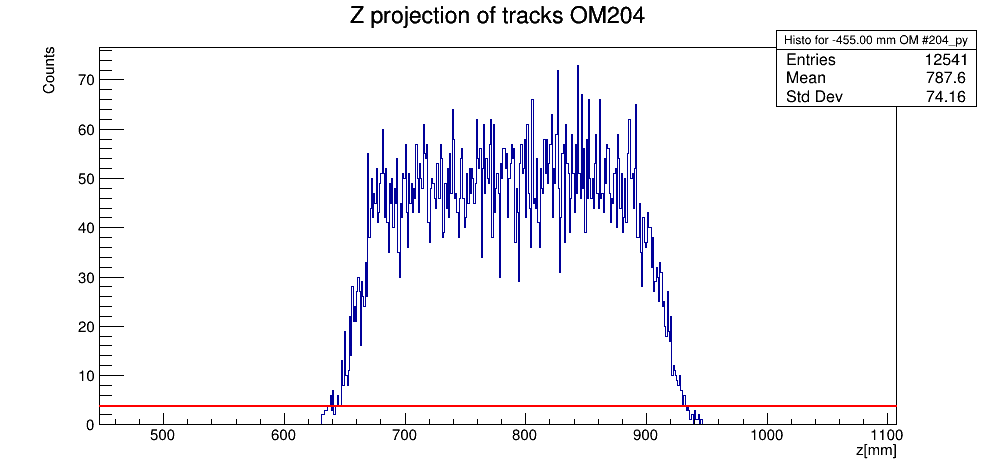 Z projection of tracks OM204
Histo for -455.00 mm OM #204_py
Entries 12541
Mean 787.6
Std Dev 74.16
Counts
70
60
50
40
30
20
10
0
500 600 700 800 900 1000 1100
z[mm]